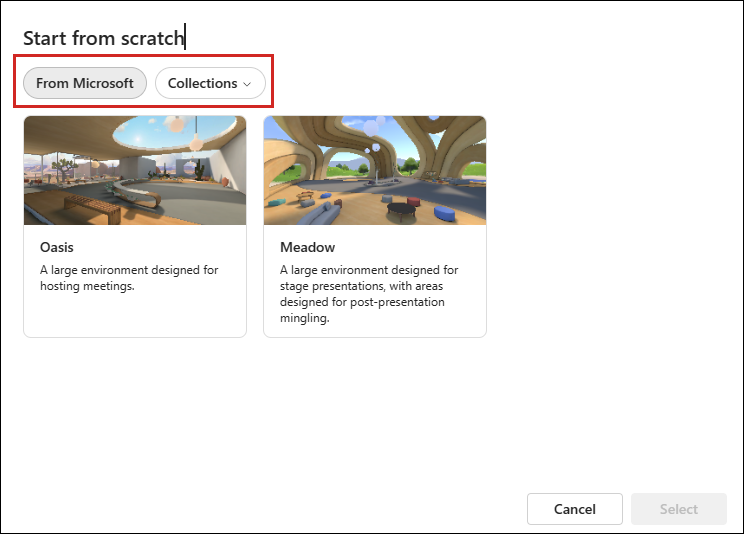 Start from scratch
From Microsoft
Collections
Oasis
A large environment designed for
hosting meetings.
Meadow
A large environment designed for
stage presentations, with areas
designed for post-presentation
mingling.
Cancel
Select